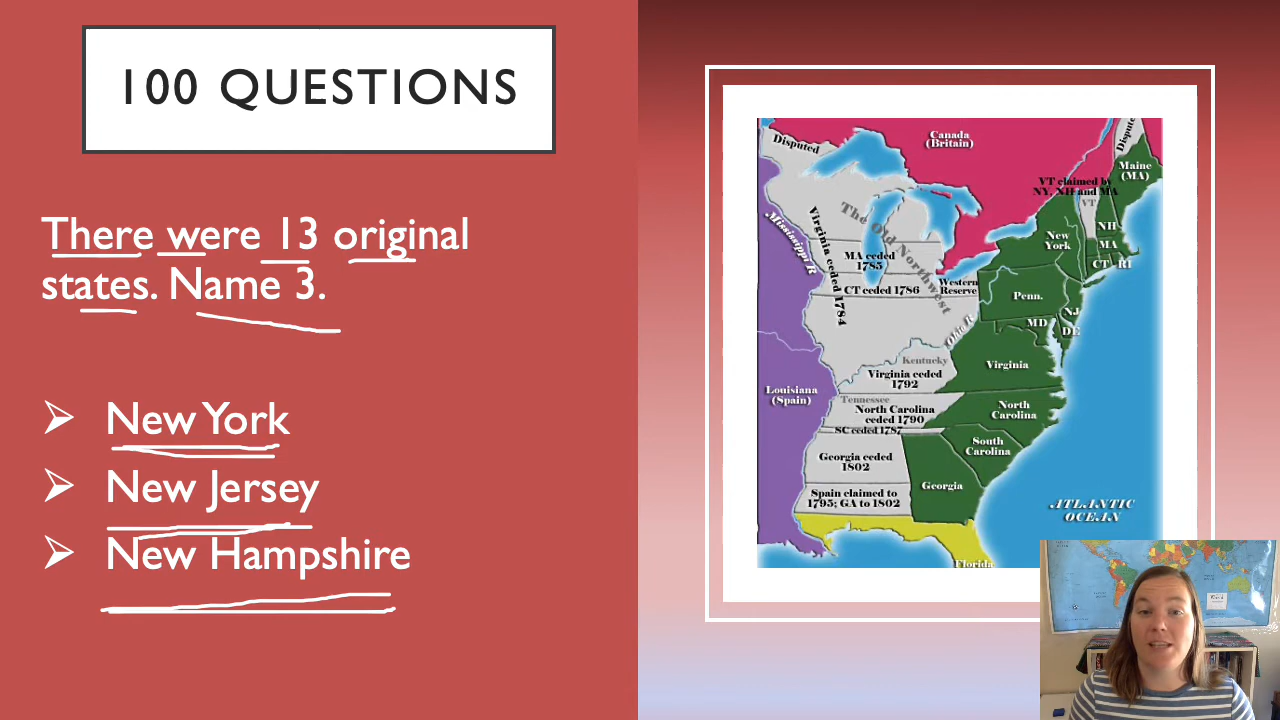 100 QUESTIONS
There were 13 original
states. Name 3.
➢ New York
➢ New Jersey
➢ New Hampshire
Disputed
Canada
(Britain)
Dispute
Maine
(MA)
VT claimed by
NY, NH and MA
VT
NH
MA
CT
RI
New
York
Mississippi R
Virginia ceded 1784
The Old Northwest
MA ceded
1785
CT ceded 1786
Western
Reserve
Penn.
NJ
MD
DE
Ohio R
Kentucky
Virginia ceded
1792
Virginia
Louisiana
(Spain)
Tennessee
North Carolina
ceded 1790
SC ceded 1787
North
Carolina
South
Carolina
Georgia ceded
1802
Georgia
Spain claimed to
1795; GA to 1802
ATLANTIC
OCEAN
Florida